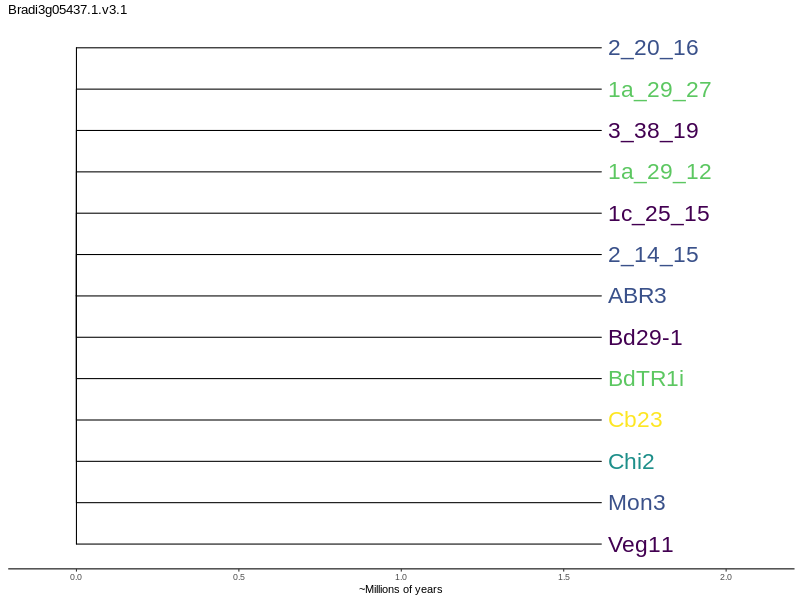 Bradi3g05437.1.v3.1
2_20_16
1a_29_27
3_38_19
1a_29_12
1c_25_15
2_14_15
ABR3
Bd29-1
BdTR1i
Cb23
Chi2
Mon3
Veg11
0.0 0.5 1.0 1.5 2.0
~Millions of years